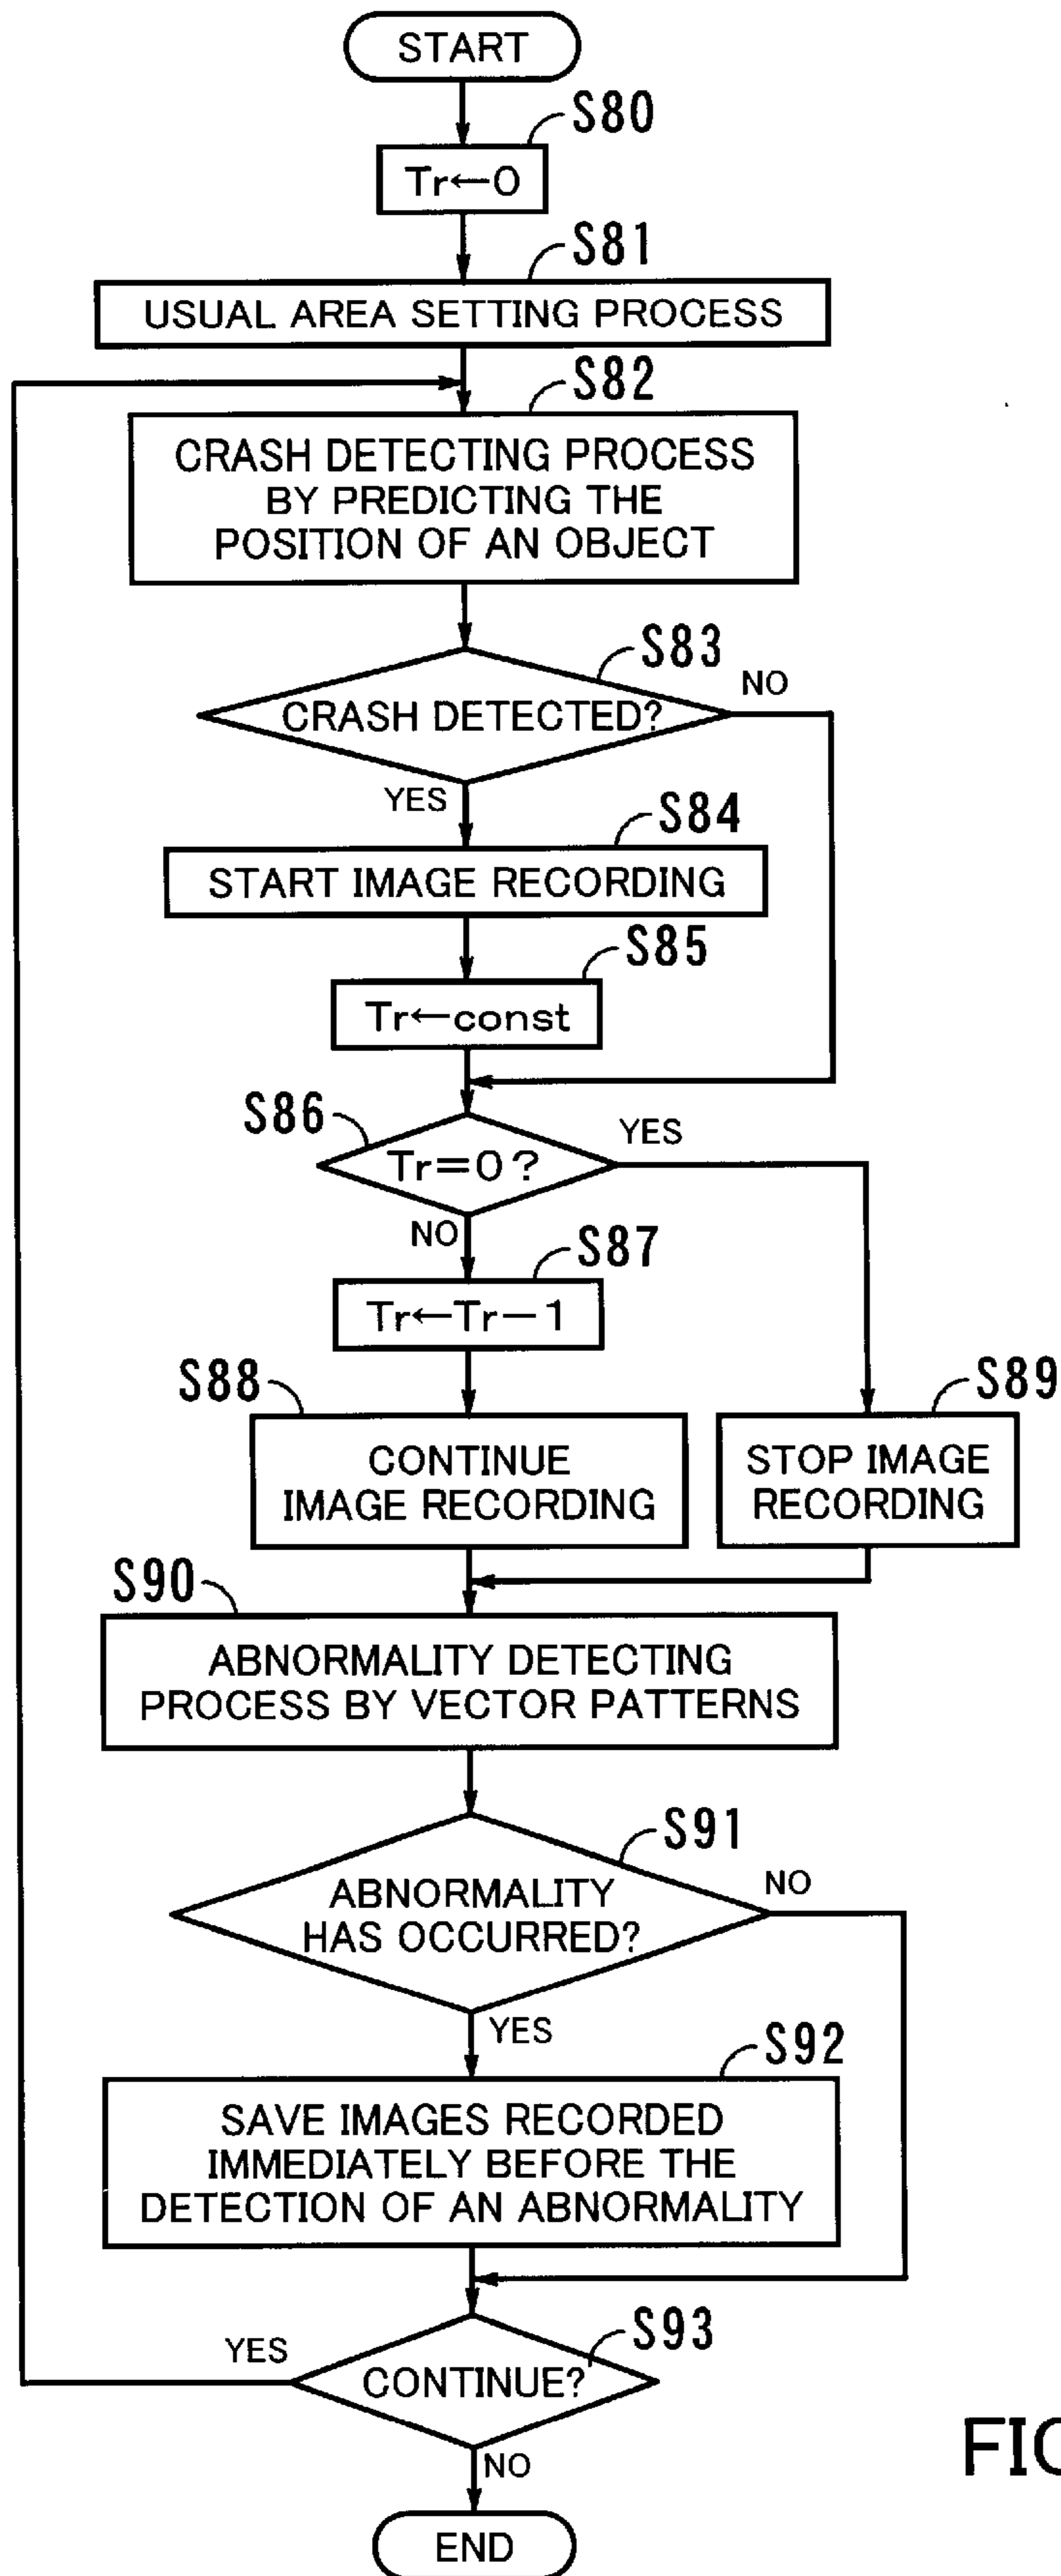 START
S80
Tr←0
S81
USUAL AREA SETTING PROCESS
S82
CRASH DETECTING PROCESS
BY PREDICTING THE
POSITION OF AN OBJECT
S83
NO
CRASH DETECTED?
YES
S84
START IMAGE RECORDING
S85
Tr←const
S86
YES
Tr=0?
NO
S87
Tr←Tr−1
S88
S89
CONTINUE
IMAGE RECORDING
STOP IMAGE
RECORDING
S90
ABNORMALITY DETECTING
PROCESS BY VECTOR PATTERNS
S91
NO
ABNORMALITY
HAS OCCURRED?
YES
S92
SAVE IMAGES RECORDED
IMMEDIATELY BEFORE THE
DETECTION OF AN ABNORMALITY
S93
YES
CONTINUE?
NO
END